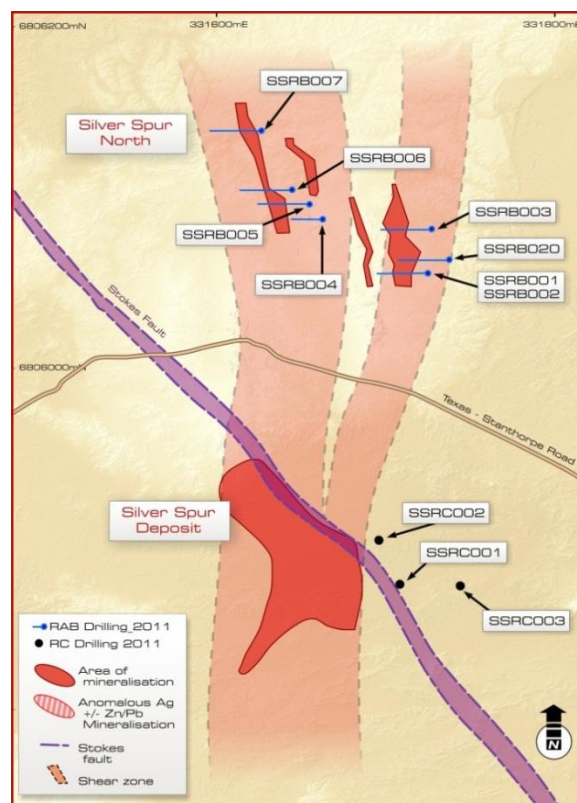 6806200mN
331600mE
331800mE
SSRB007
Silver Spur
North
SSRB006
SSRB003
SSRB005
SSRB020
SSRB004
SSRB001
SSRB002
Stokes Fault
6806000mN
Texas - Stanthorpe Road
Silver Spur
Deposit
SSRC002
SSRC001
SSRC003
RAB Drilling_2011
RC Drilling 2011
Area of
mineralisation
Anomalous Ag
+/- Zn/Pb
Mineralisation
Stokes
fault
Shear zone
N